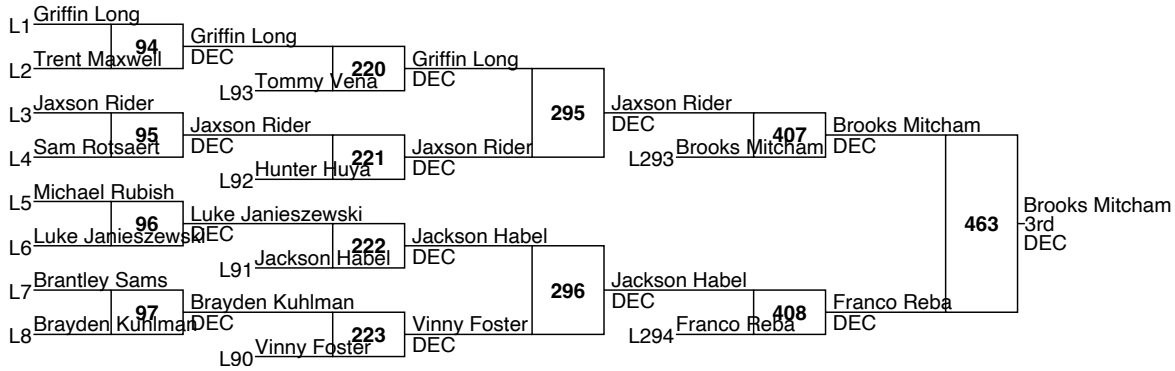 L1 Griffin Long
94
L2 Trent Maxwell
Griffin Long
DEC
220
L93 Tommy Vena
Griffin Long
DEC
L3 Jaxson Rider
95
L4 Sam Rotsaert
Jaxson Rider
DEC
221
L92 Hunter Huya
Jaxson Rider
DEC
295
Jaxson Rider
DEC
407
L293 Brooks Mitcham
Brooks Mitcham
DEC
L5 Michael Rubish
96
L6 Luke Janieszewski
Luke Janieszewski
DEC
222
L91 Jackson Habel
Jackson Habel
DEC
L7 Brantley Sams
97
L8 Brayden Kuhlman
Brayden Kuhlman
DEC
223
L90 Vinny Foster
Vinny Foster
DEC
296
Jackson Habel
DEC
408
L294 Franco Reba
Franco Reba
DEC
463
Brooks Mitcham
3rd
DEC